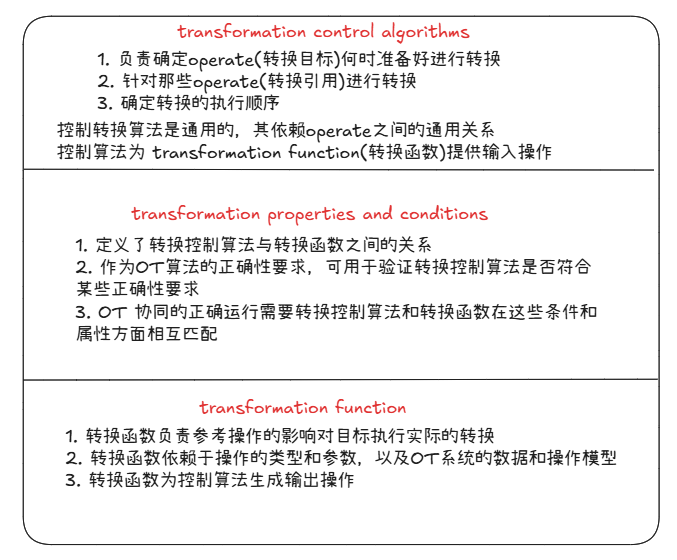 transformation control algorithms
1. 负责确定operate(转换目标)何时准备好进行转换
2. 针对那些operate(转换引用)进行转换
3. 确定转换的执行顺序
控制转换算法是通用的，其依赖operate之间的通用关系
控制算法为 transformation function(转换函数)提供输入操作
transformation properties and conditions
1. 定义了转换控制算法与转换函数之间的关系
2. 作为OT算法的正确性要求，可用于验证转换控制算法是否符合
某些正确性要求
3. OT 协同的正确运行需要转换控制算法和转换函数在这些条件和
属性方面相互匹配
transformation function
1. 转换函数负责参考操作的影响对目标执行实际的转换
2. 转换函数依赖于操作的类型和参数，以及OT系统的数据和操作模型
3. 转换函数为控制算法生成输出操作